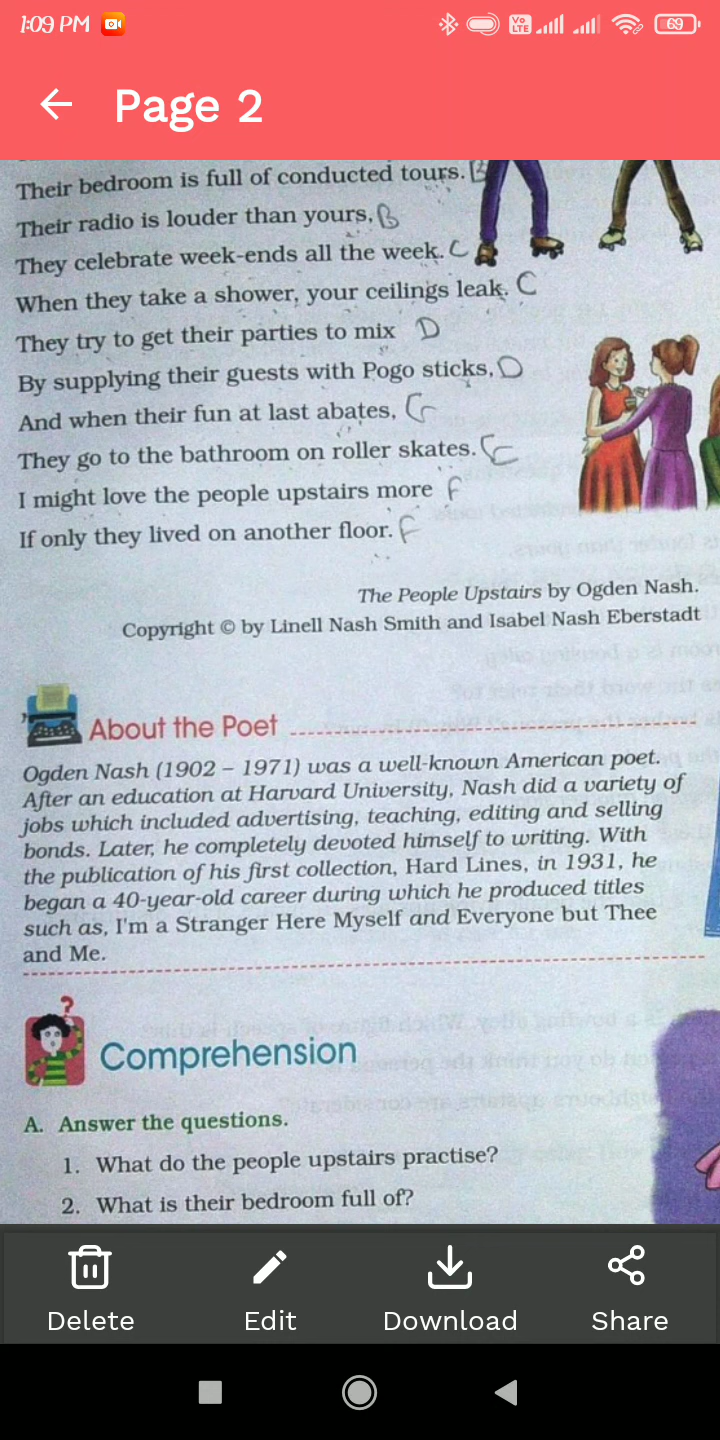 1:09 PM
Vo LTE
69
Page 2
Their bedroom is full of conducted tours. B
Their radio is louder than yours, B
They celebrate week-ends all the week. C
When they take a shower, your ceilings leak. C
They try to get their parties to mix D
By supplying their guests with Pogo sticks, D
And when their fun at last abates,
They go to the bathroom on roller skates. E
I might love the people upstairs more F
If only they lived on another floor. F
The People Upstairs by Ogden Nash.
Copyright © by Linell Nash Smith and Isabel Nash Eberstadt
About the Poet
Ogden Nash (1902 – 1971) was a well-known American poet.
After an education at Harvard University, Nash did a variety of
jobs which included advertising, teaching, editing and selling
bonds. Later, he completely devoted himself to writing. With
the publication of his first collection, Hard Lines, in 1931, he
began a 40-year-old career during which he produced titles
such as, I'm a Stranger Here Myself and Everyone but Thee
and Me.
?
Comprehension
A. Answer the questions.
1. What do the people upstairs practise?
2. What is their bedroom full of?
Delete Edit Download Share